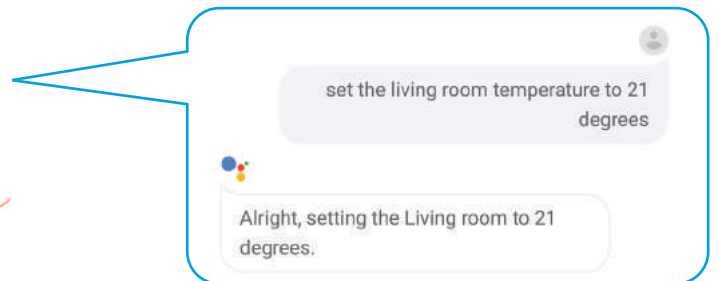 set the living room temperature to 21
degrees
Alright, setting the Living room to 21
degrees.